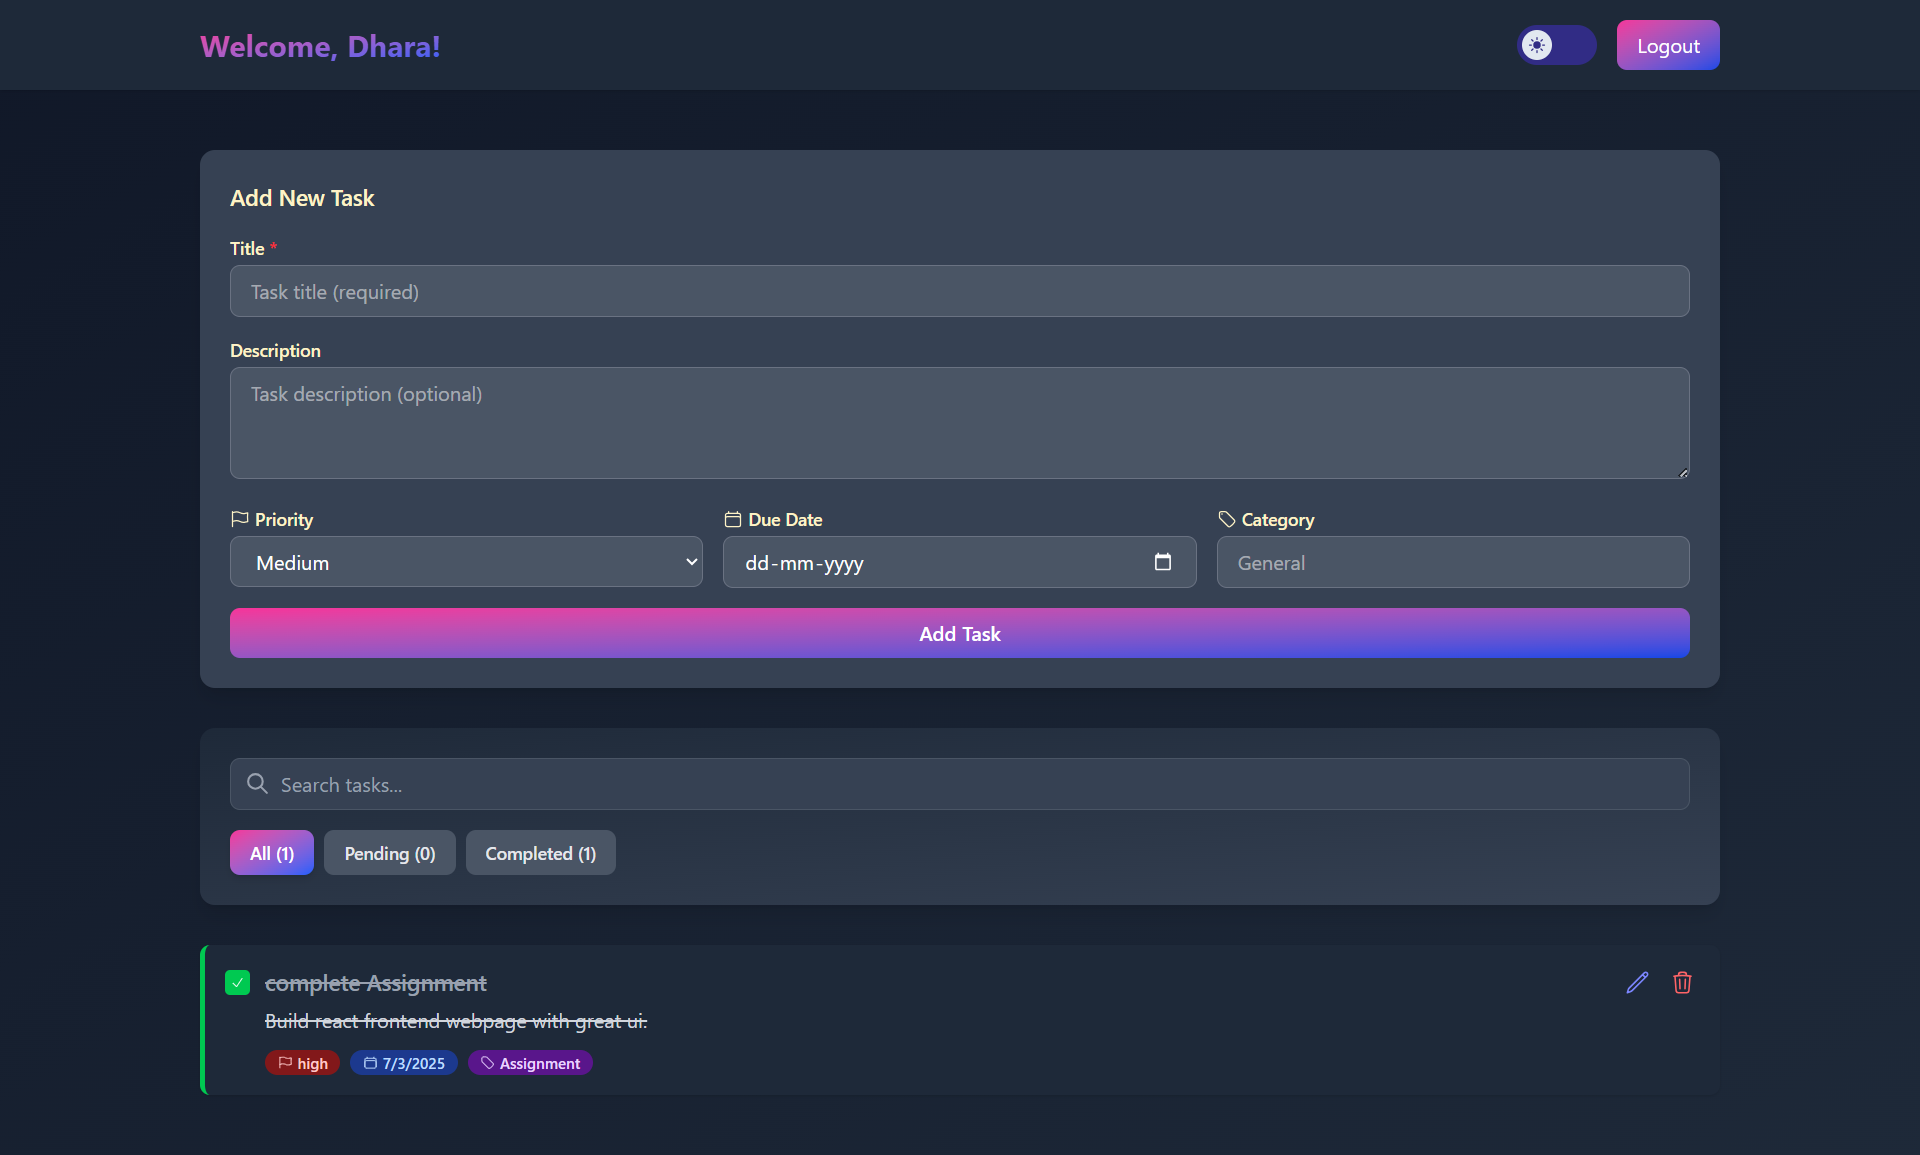 Welcome, Dhara!
Logout
Add New Task
Title *
Task title (required)
Description
Task description (optional)
Priority
Due Date
Category
Medium
dd-mm-yyyy
General
Add Task
Search tasks...
All (1)
Pending (0)
Completed (1)
complete Assignment
Build react frontend webpage with great ui.
high
7/3/2025
Assignment